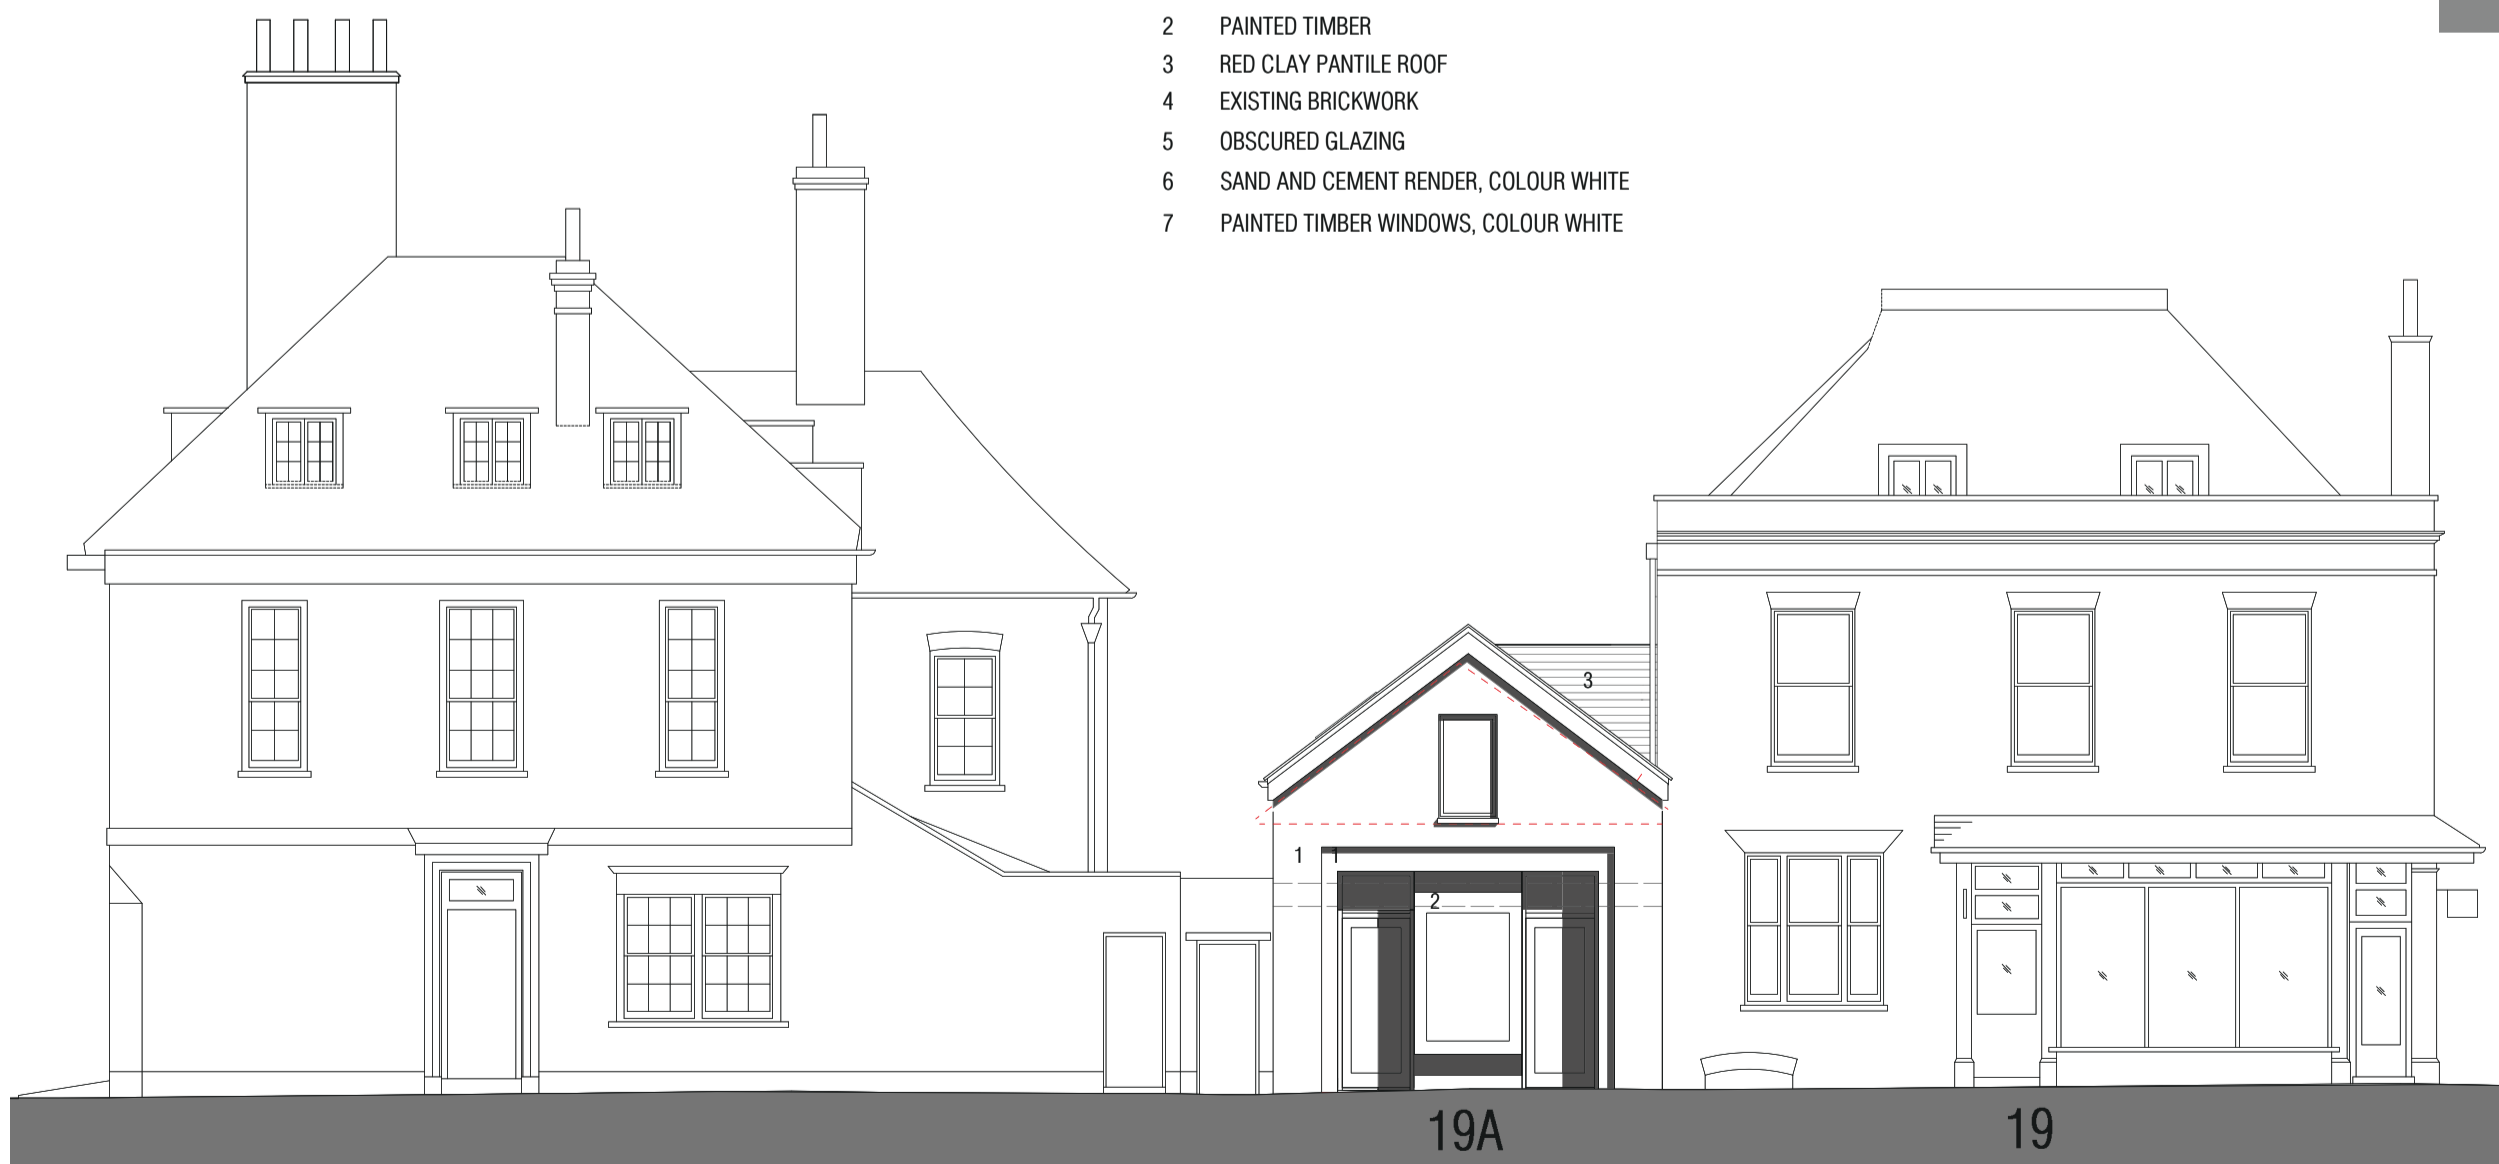 2 PAINTED TIMBER
3 RED CLAY PANTILE ROOF
4 EXISTING BRICKWORK
5 OBSCURED GLAZING
6 SAND AND CEMENT RENDER, COLOUR WHITE
7 PAINTED TIMBER WINDOWS, COLOUR WHITE
3
1 1
2
19A 19